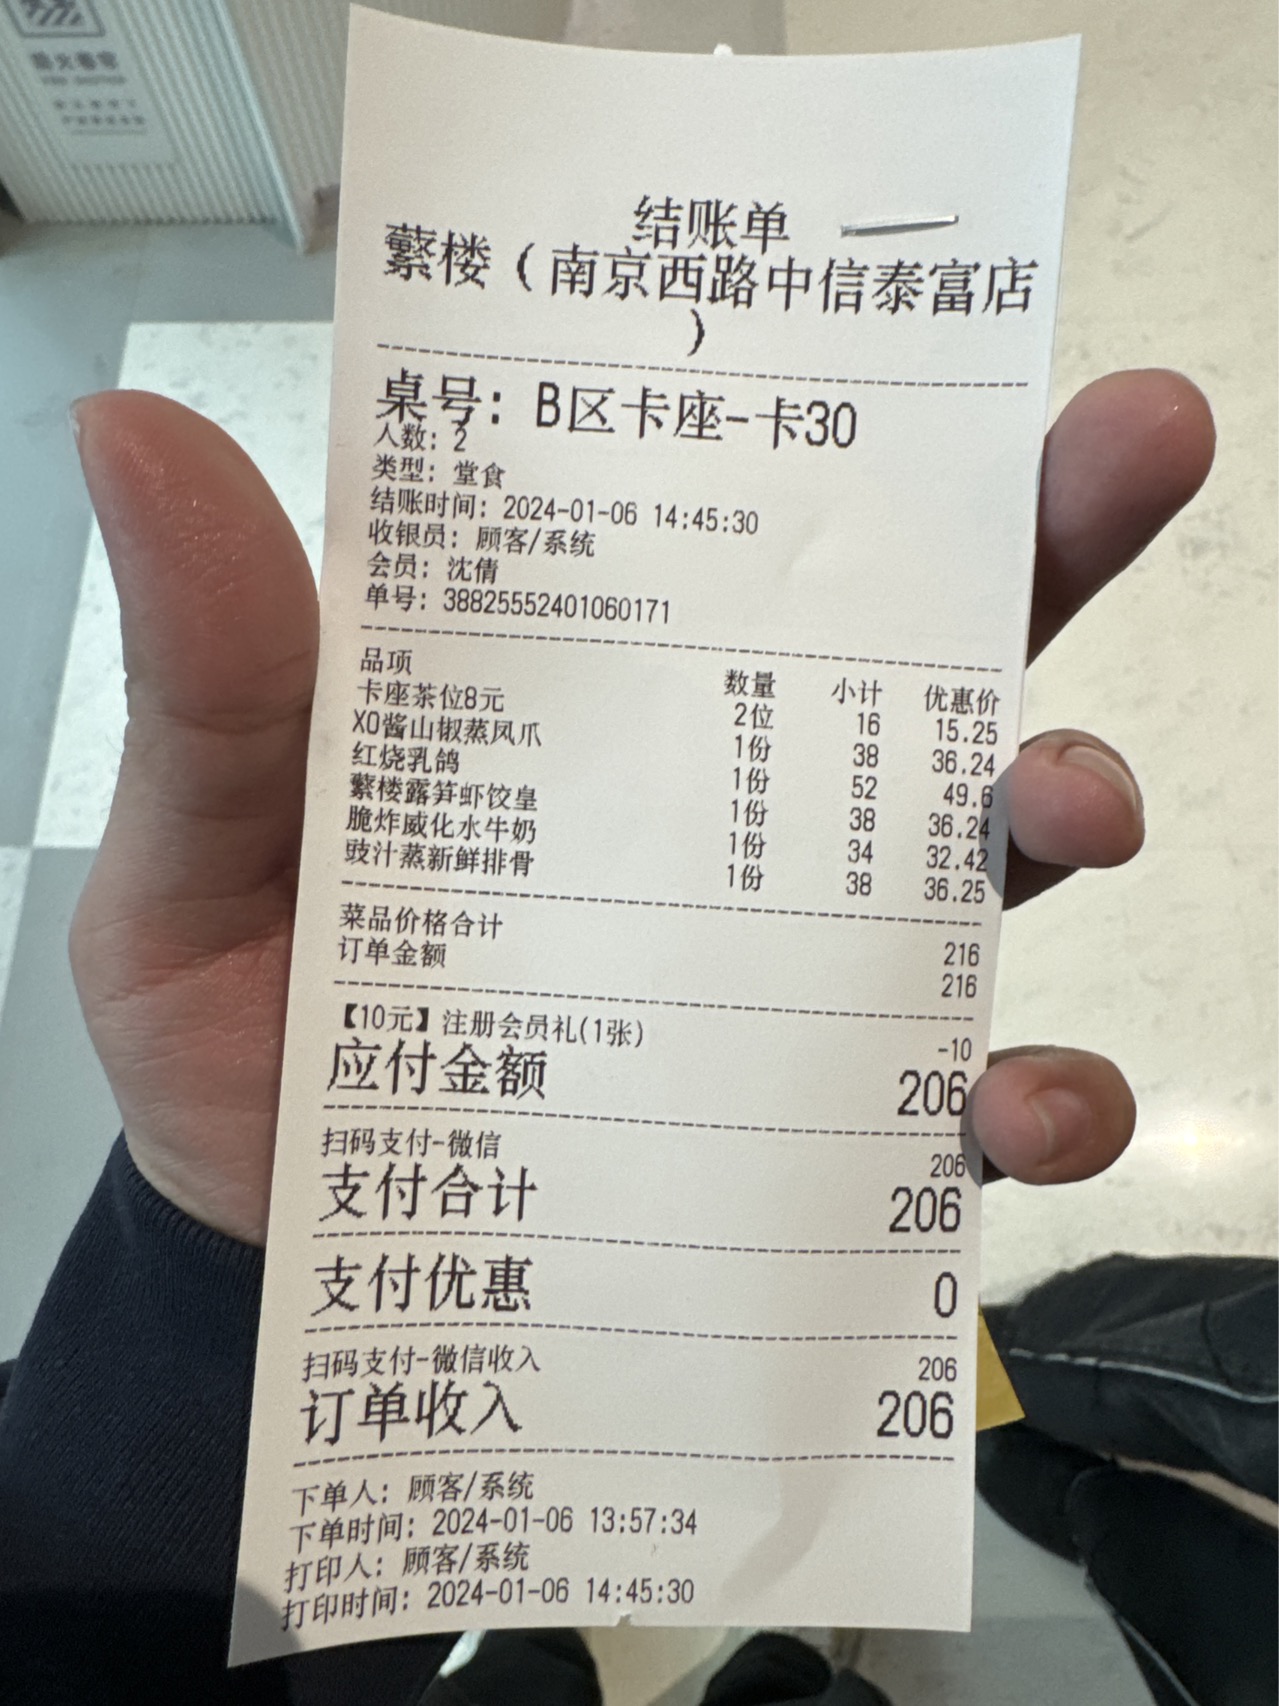 结账单
蘩楼（南京西路中信泰富店
）
桌号：B区卡座-卡30
人数：2
类型：堂食
结账时间：2024-01-06 14:45:30
收银员：顾客/系统
会员：沈倩
单号：38825552401060171
品项 数量 小计 优惠价
卡座茶位8元 2位 16 15.25
XO酱山椒蒸凤爪 1份 38 36.24
红烧乳鸽 1份 52 49.6
蘩楼露笋虾饺皇 1份 38 36.24
脆炸威化水牛奶 1份 34 32.42
豉汁蒸新鲜排骨 1份 38 36.25
菜品价格合计 216
订单金额 216
【10元】注册会员礼(1张) -10
应付金额 206
扫码支付-微信 206
支付合计 206
支付优惠 0
扫码支付-微信收入 206
订单收入 206
下单人：顾客/系统
下单时间：2024-01-06 13:57:34
打印人：顾客/系统
打印时间：2024-01-06 14:45:30